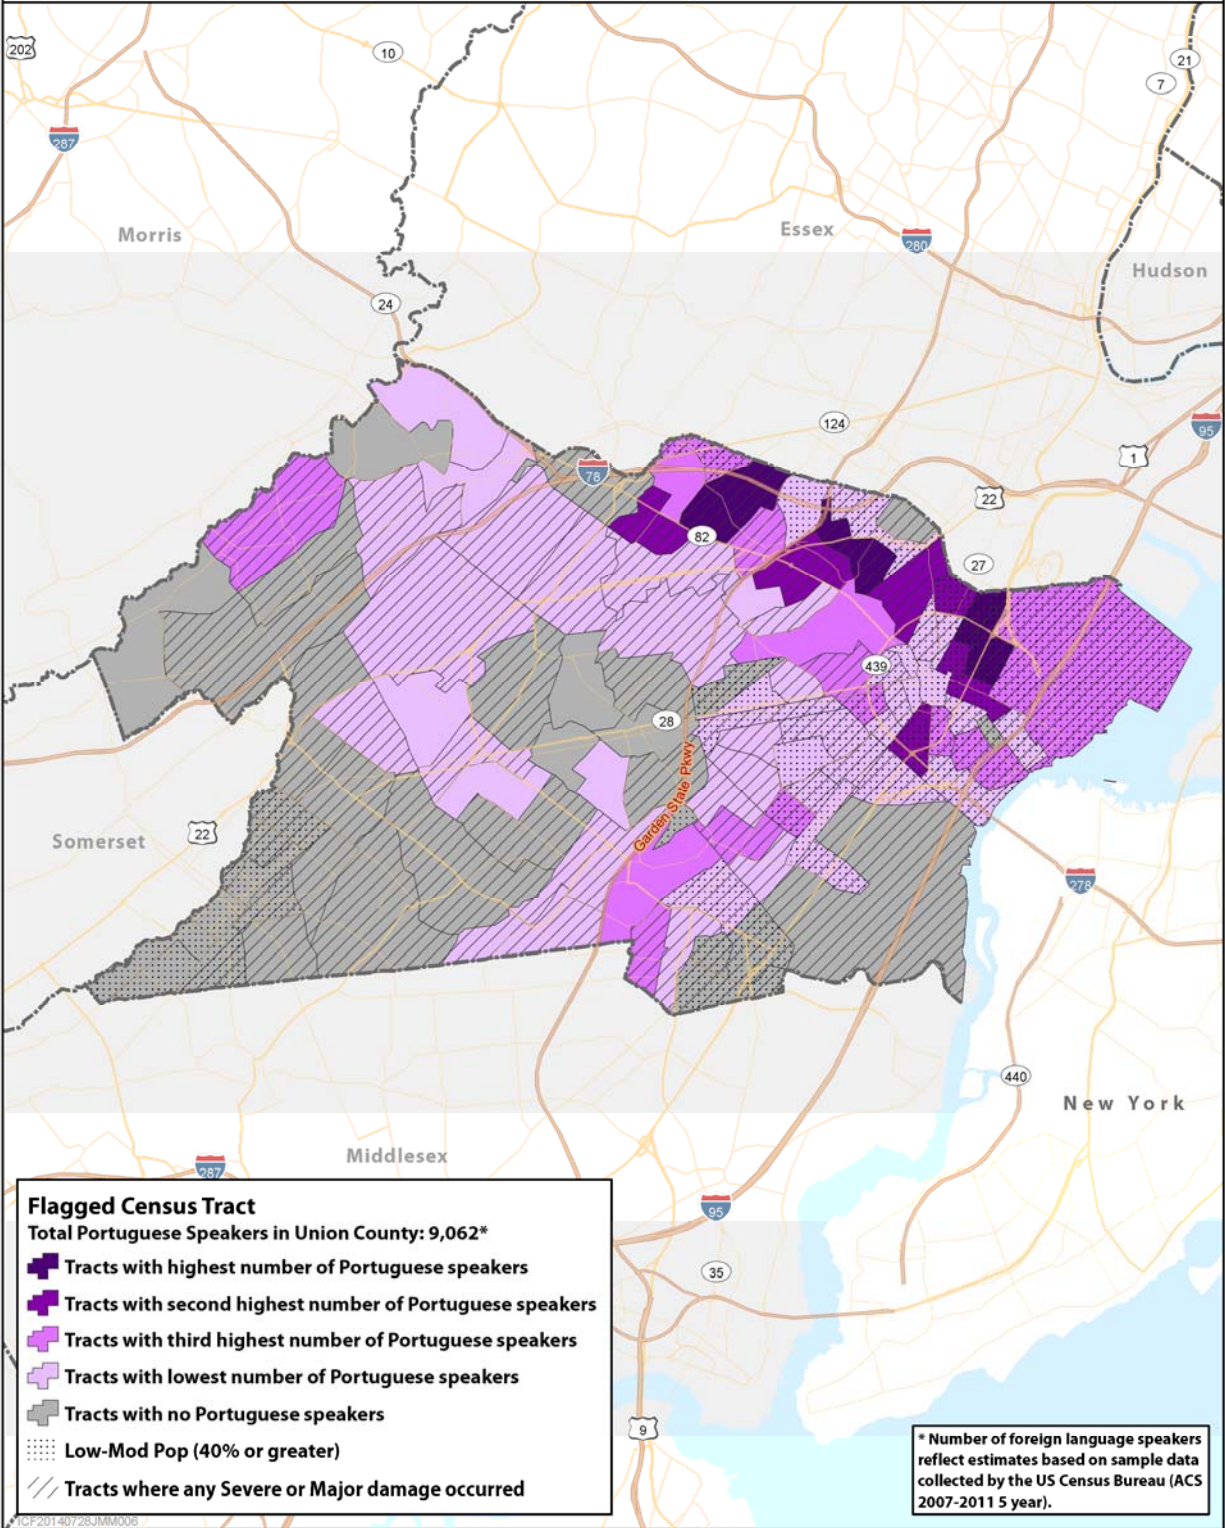 202
10
21
7
287
Morris
Essex
280
Hudson
24
124
95
1
78
22
82
27
439
28
Garden State Pkwy
Somerset
22
278
440
New York
Middlesex
287
95
35
9
Flagged Census Tract
Total Portuguese Speakers in Union County: 9,062*
Tracts with highest number of Portuguese speakers
Tracts with second highest number of Portuguese speakers
Tracts with third highest number of Portuguese speakers
Tracts with lowest number of Portuguese speakers
Tracts with no Portuguese speakers
Low-Mod Pop (40% or greater)
Tracts where any Severe or Major damage occurred
* Number of foreign language speakers
reflect estimates based on sample data
collected by the US Census Bureau (ACS
2007-2011 5 year).
ICF20140728JMM006